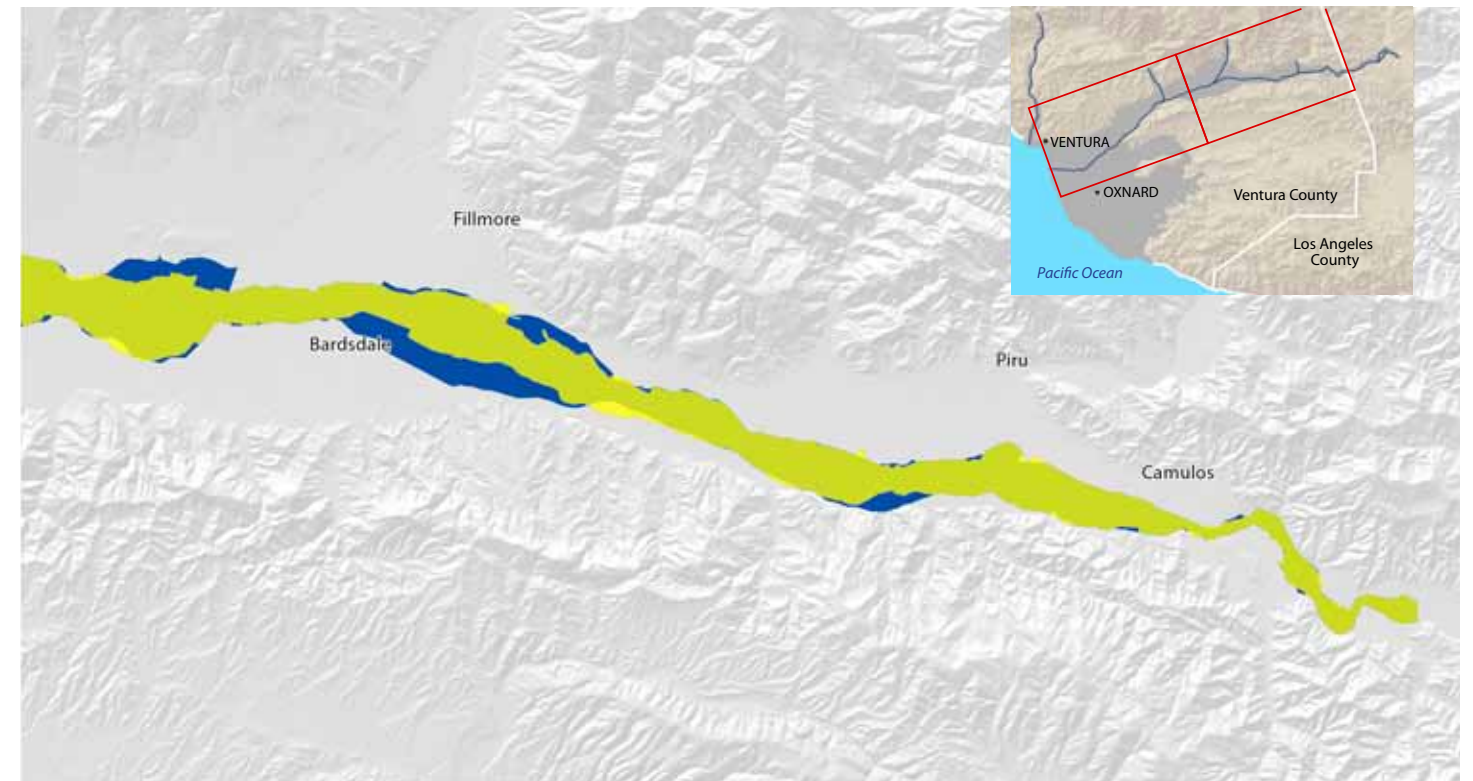 VENTURA
OXNARD
Ventura County
Los Angeles
County
Pacific Ocean
Fillmore
Bardsdale
Piru
Camulos